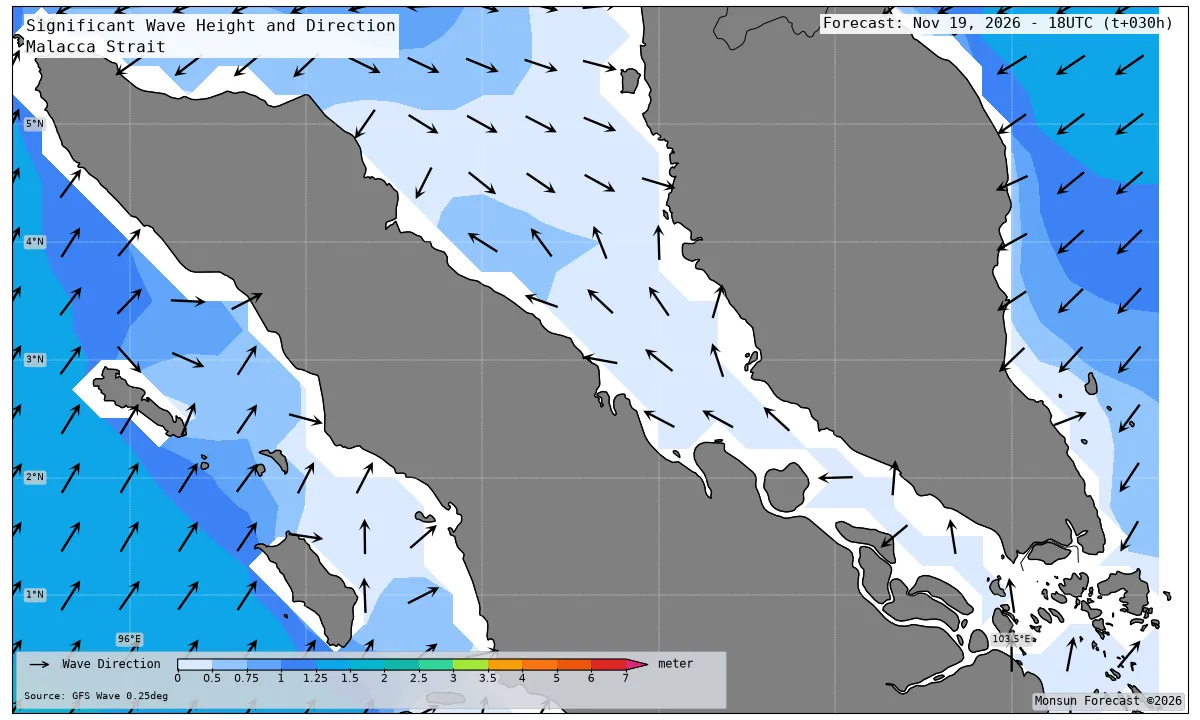 Significant Wave Height and Direction
Malacca Strait
Forecast: Nov 19, 2026 - 18UTC (t+030h)
5°N
4°N
3°N
2°N
1°N
96°E
103.5°E
Wave Direction
0 0.5 0.75 1 1.25 1.5 2 2.5 3 3.5 4 5 6 7
meter
Source: GFS Wave 0.25deg
Monsun Forecast ©2026